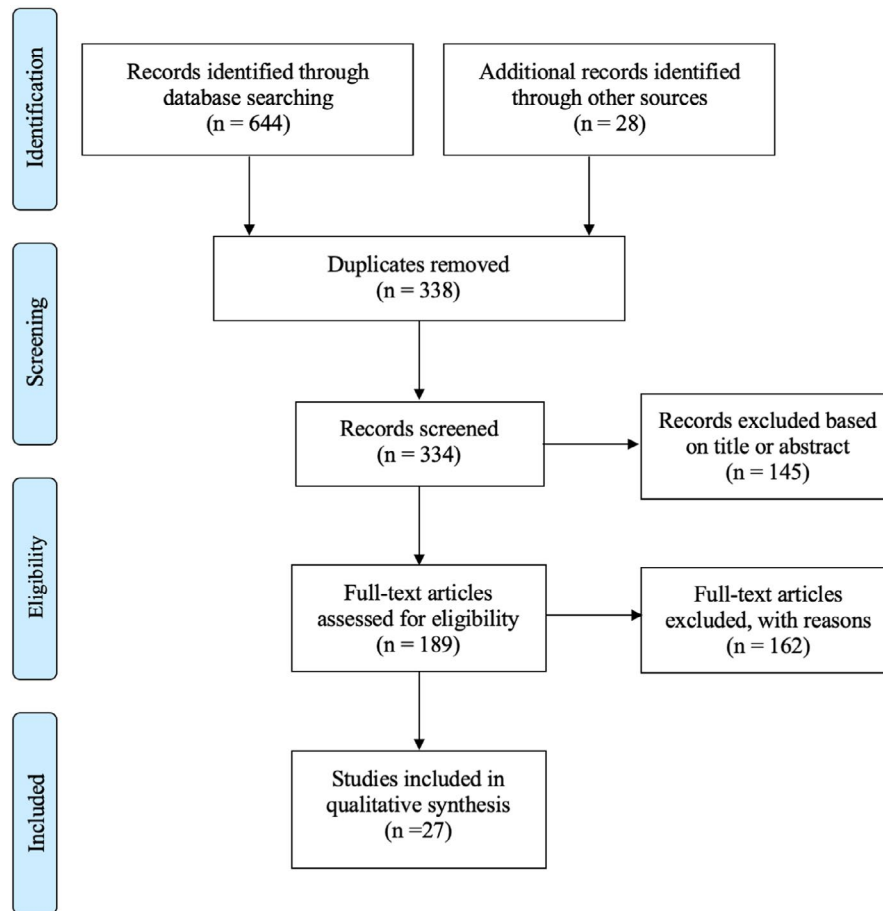 Identification
Records identified through
database searching
(n = 644)
Additional records identified
through other sources
(n = 28)
Screening
Duplicates removed
(n = 338)
Records screened
(n = 334)
Records excluded based
on title or abstract
(n = 145)
Eligibility
Full-text articles
assessed for eligibility
(n = 189)
Full-text articles
excluded, with reasons
(n = 162)
Included
Studies included in
qualitative synthesis
(n =27)